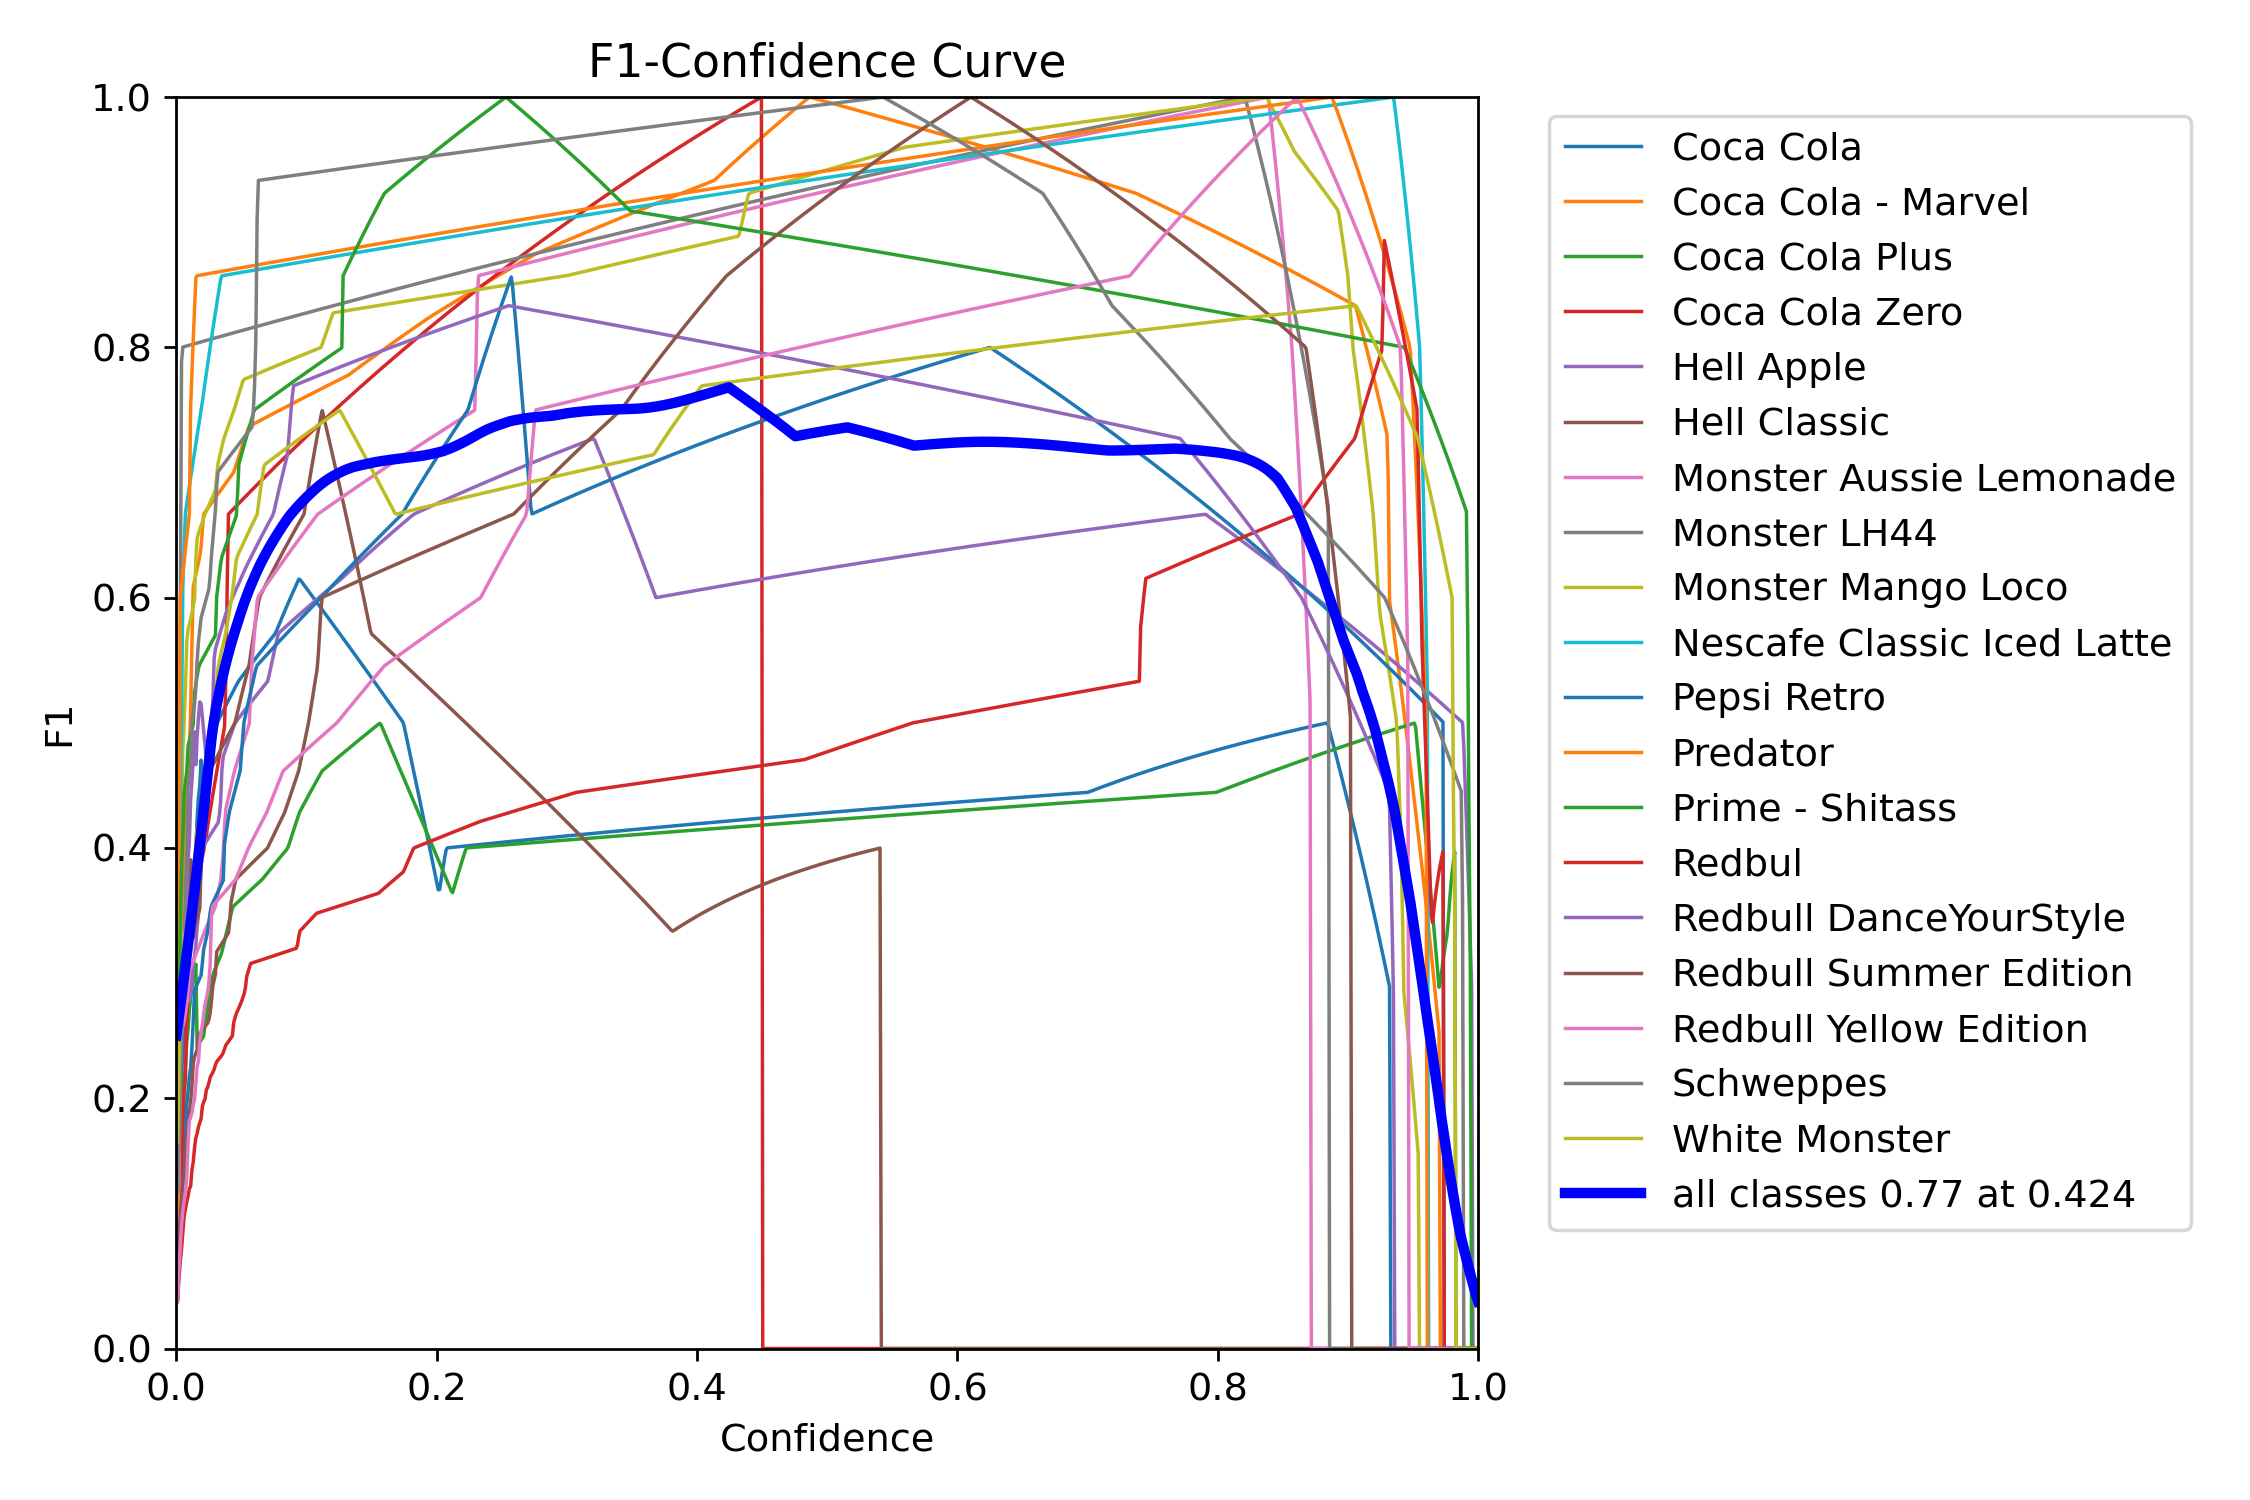 F1-Confidence Curve
1.0
0.8
0.6
0.4
0.2
0.0
F1
0.0 0.2 0.4 0.6 0.8 1.0
Confidence
Coca Cola
Coca Cola - Marvel
Coca Cola Plus
Coca Cola Zero
Hell Apple
Hell Classic
Monster Aussie Lemonade
Monster LH44
Monster Mango Loco
Nescafe Classic Iced Latte
Pepsi Retro
Predator
Prime - Shitass
Redbul
Redbull DanceYourStyle
Redbull Summer Edition
Redbull Yellow Edition
Schweppes
White Monster
all classes 0.77 at 0.424